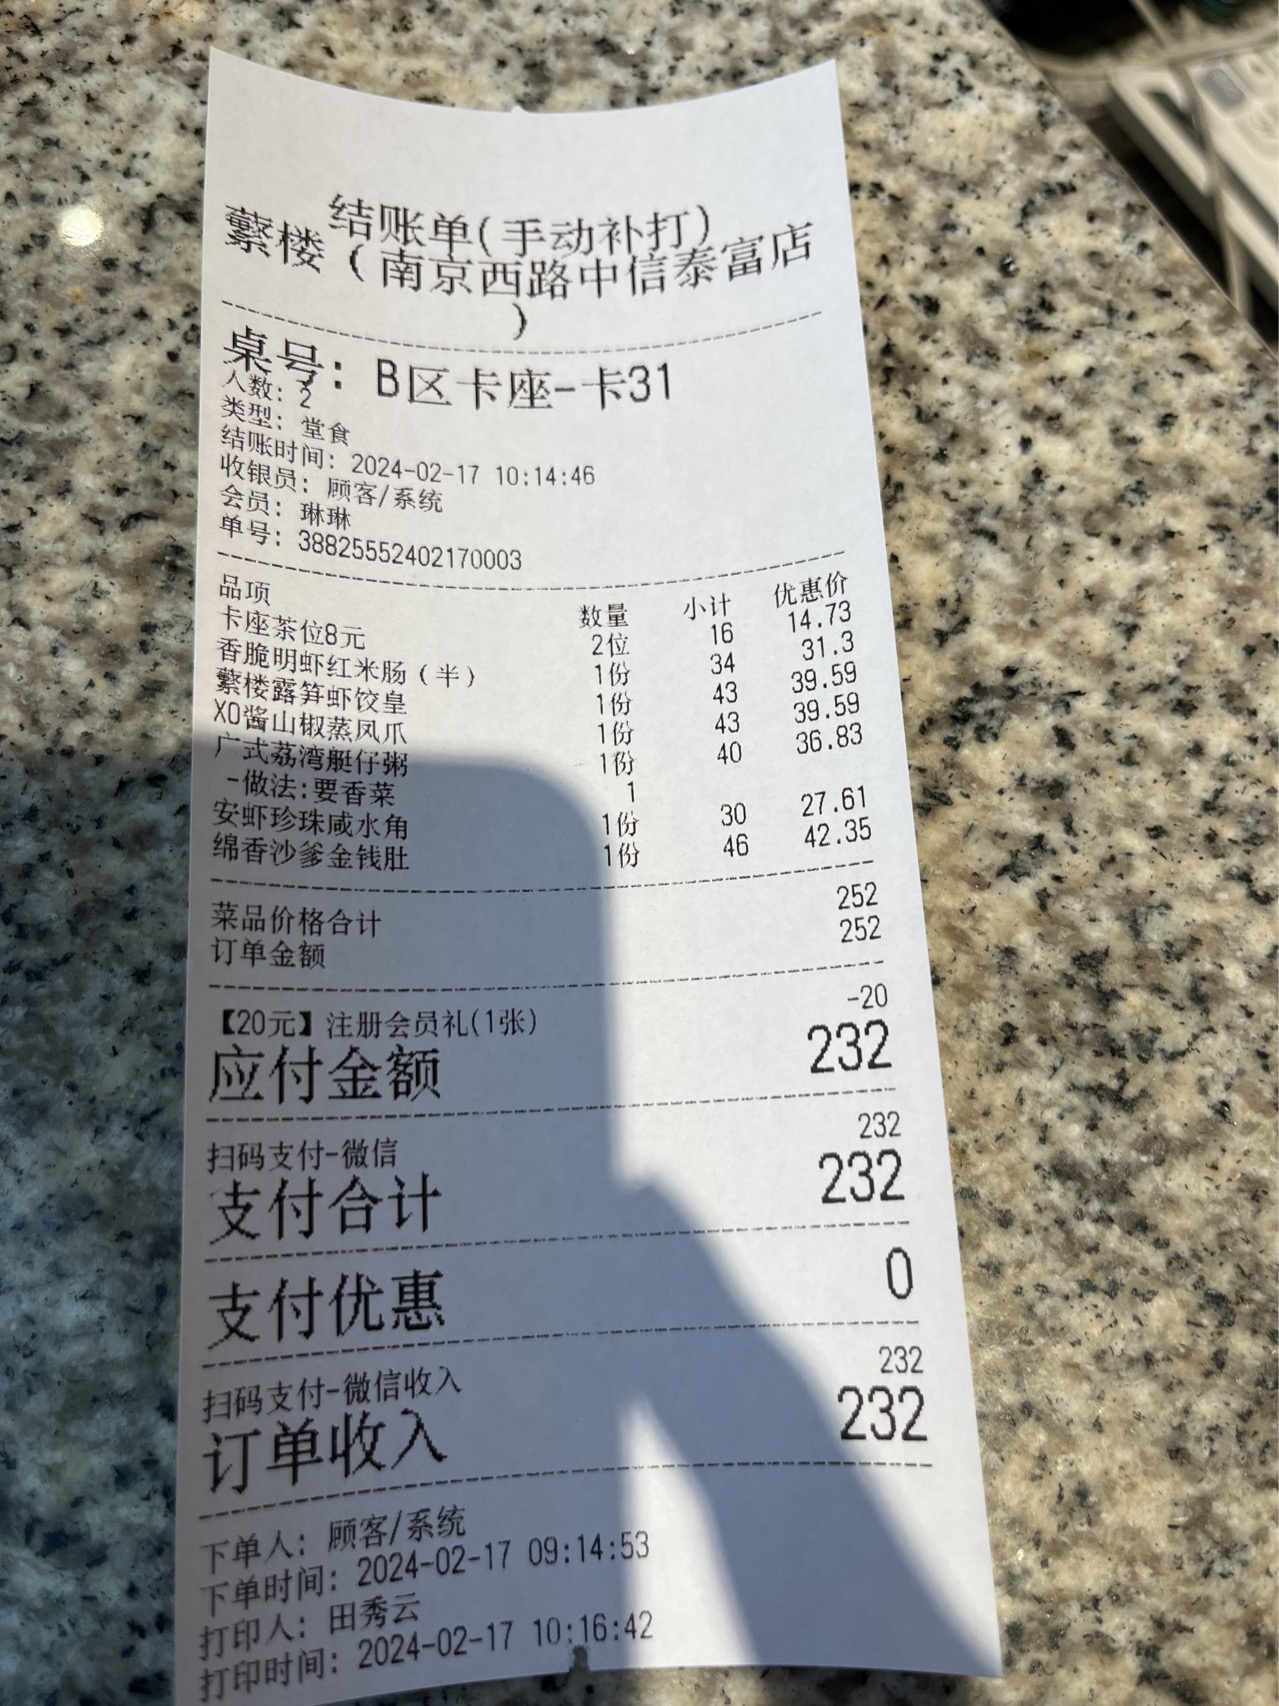 结账单(手动补打)
蘩楼（南京西路中信泰富店
）
桌号: B区卡座-卡31
人数: 2
类型: 堂食
结账时间: 2024-02-17 10:14:46
收银员: 顾客/系统
会员: 琳琳
单号: 38825552402170003
品项 数量 小计 优惠价
卡座茶位8元 2位 16 14.73
香脆明虾红米肠（半） 1份 34 31.3
蘩楼露笋虾饺皇 1份 43 39.59
XO酱山椒蒸凤爪 1份 43 39.59
广式荔湾艇仔粥 1份 40 36.83
-做法:要香菜 1
安虾珍珠咸水角 1份 30 27.61
绵香沙爹金钱肚 1份 46 42.35
菜品价格合计 252
订单金额 252
【20元】注册会员礼(1张) -20
应付金额 232
扫码支付-微信 232
支付合计 232
支付优惠 0
扫码支付-微信收入 232
订单收入 232
下单人: 顾客/系统
下单时间: 2024-02-17 09:14:53
打印人: 田秀云
打印时间: 2024-02-17 10:16:42